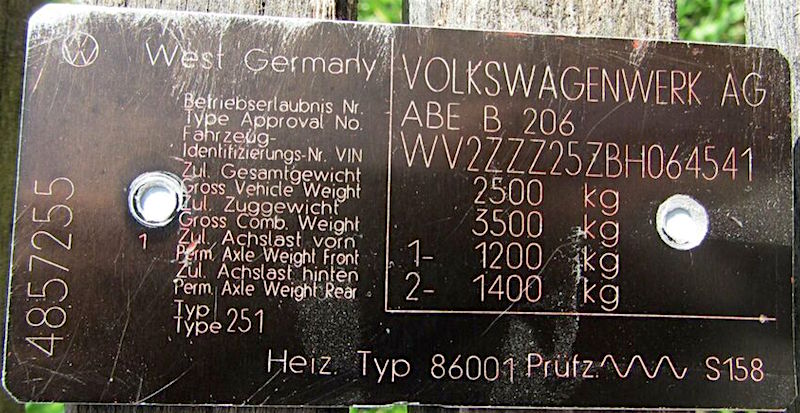 West Germany
VOLKSWAGENWERK AG
Betriebserlaubnis Nr.
Type Approval No.
ABE B 206
Fahrzeug-
Identifizierungs-Nr. VIN
WV2ZZZ25ZBH064541
Zul. Gesamtgewicht
Gross Vehicle Weight
2500 kg
Zul. Zuggewicht
Gross Comb. Weight
3500 kg
1 Zul. Achslast vorn
Perm. Axle Weight Front
1- 1200 kg
Zul. Achslast hinten
Perm. Axle Weight Rear
2- 1400 kg
Typ
Type 251
Heiz. Typ 86001 Prüfz. S158
4857255